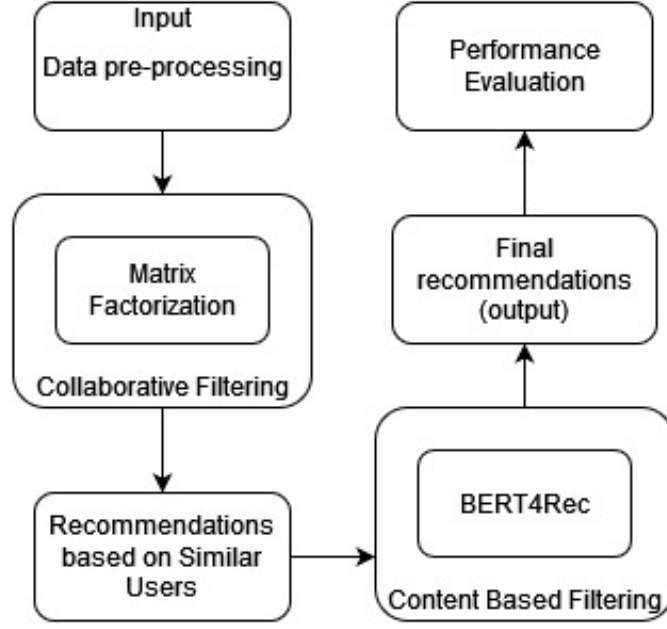 Input
Data pre-processing
Matrix
Factorization
Collaborative Filtering
Recommendations
based on Similar
Users
BERT4Rec
Content Based Filtering
Final
recommendations
(output)
Performance
Evaluation